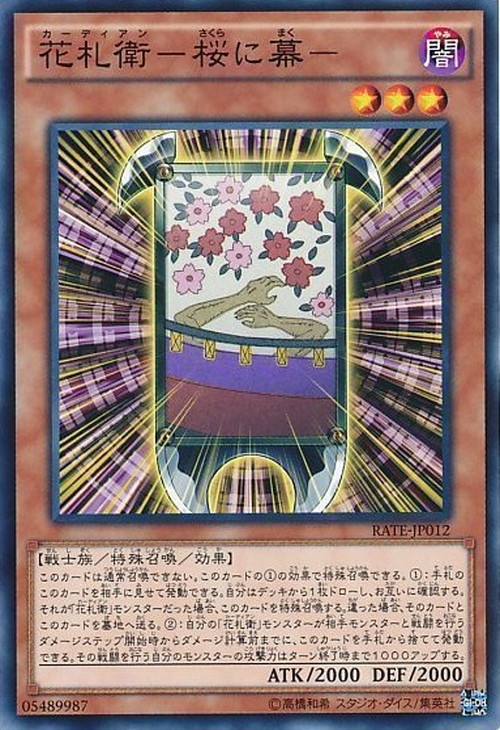 カーディアン さくら まく
花札衛－桜に幕－
やみ
闇
RATE-JP012
【戦士族／特殊召喚／効果】
このカードは通常召喚できない。このカードの①の効果で特殊召喚できる。①：手札の
このカードを相手に見せて発動できる。自分はデッキから1枚ドローし、お互いに確認する。
それが「花札衛」モンスターだった場合、このカードを特殊召喚する。違った場合、そのカードと
このカードを墓地へ送る。②：自分の「花札衛」モンスターが相手モンスターと戦闘を行う
ダメージステップ開始時からダメージ計算前までに、このカードを手札から捨てて発動
できる。その戦闘を行う自分のモンスターの攻撃力はターン終了時まで1000アップする。
ATK/2000 DEF/2000
05489987
©高橋和希 スタジオ・ダイス/集英社